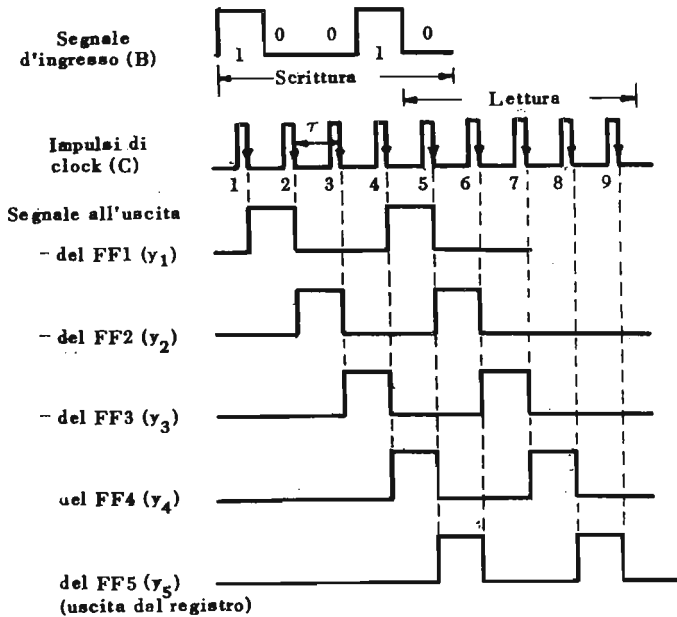 Segnale
d'ingresso (B)
1 0 0 1 0
Scrittura
Lettura
Impulsi di
clock (C)
τ
1 2 3 4 5 6 7 8 9
Segnale all'uscita
- del FF1 (y1)
- del FF2 (y2)
- del FF3 (y3)
del FF4 (y4)
del FF5 (y5)
(uscita dal registro)